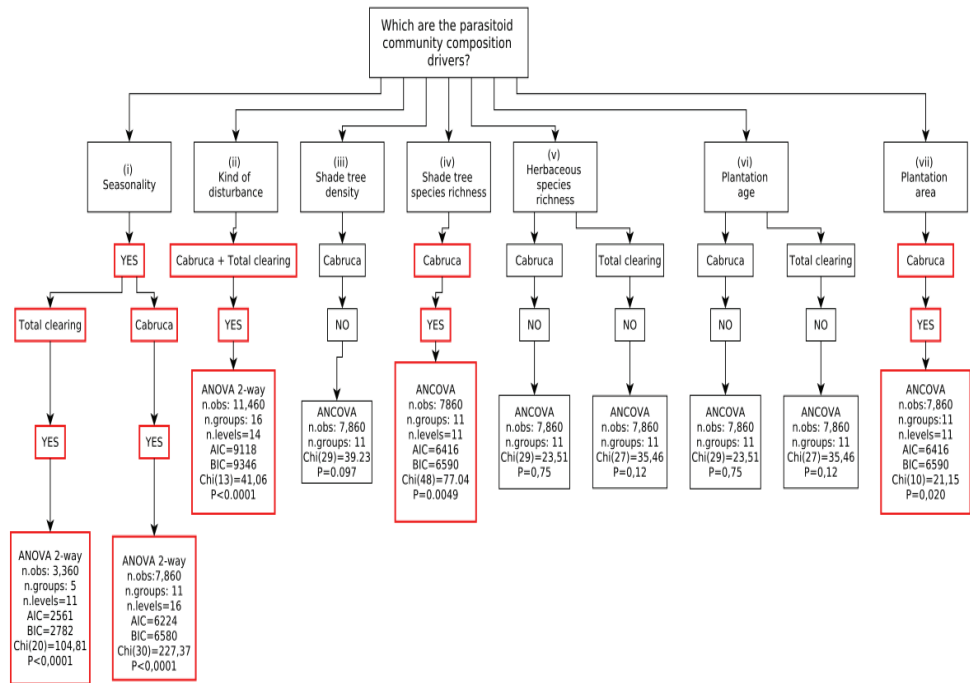 Which are the parasitoid
community composition
drivers?
(i)
Seasonality
(ii)
Kind of
disturbance
(iii)
Shade tree
density
(iv)
Shade tree
species richness
(v)
Herbaceous
species
richness
(vi)
Plantation
age
(vii)
Plantation
area
YES
Cabruca + Total clearing
Cabruca
Cabruca
Cabruca
Total clearing
Cabruca
Total clearing
Cabruca
Total clearing
Cabruca
YES
NO
YES
NO
NO
NO
NO
YES
YES
YES
ANOVA 2-way
n.obs: 11,460
n.groups: 16
n.levels=14
AIC=9118
BIC=9346
Chi(13)=41,06
P<0.0001
ANCOVA
n.obs: 7,860
n.groups: 11
Chi(29)=39.23
P=0.097
ANCOVA
n.obs: 7860
n.groups: 11
n.levels=11
AIC=6416
BIC=6590
Chi(48)=77.04
P=0.0049
ANCOVA
n.obs: 7,860
n.groups: 11
Chi(29)=23,51
P=0,75
ANCOVA
n.obs: 7,860
n.groups: 11
Chi(27)=35,46
P=0,12
ANCOVA
n.obs: 7,860
n.groups: 11
Chi(29)=23,51
P=0,75
ANCOVA
n.obs: 7,860
n.groups: 11
Chi(27)=35,46
P=0,12
ANCOVA
n.obs:7,860
n.groups:11
n.levels=11
AIC=6416
BIC=6590
Chi(10)=21,15
P=0,020
ANOVA 2-way
n.obs: 3,360
n.groups: 5
n.levels=11
AIC=2561
BIC=2782
Chi(20)=104,81
P<0,0001
ANOVA 2-way
n.obs:7,860
n.groups: 11
n.levels=16
AIC=6224
BIC=6580
Chi(30)=227,37
P<0,0001